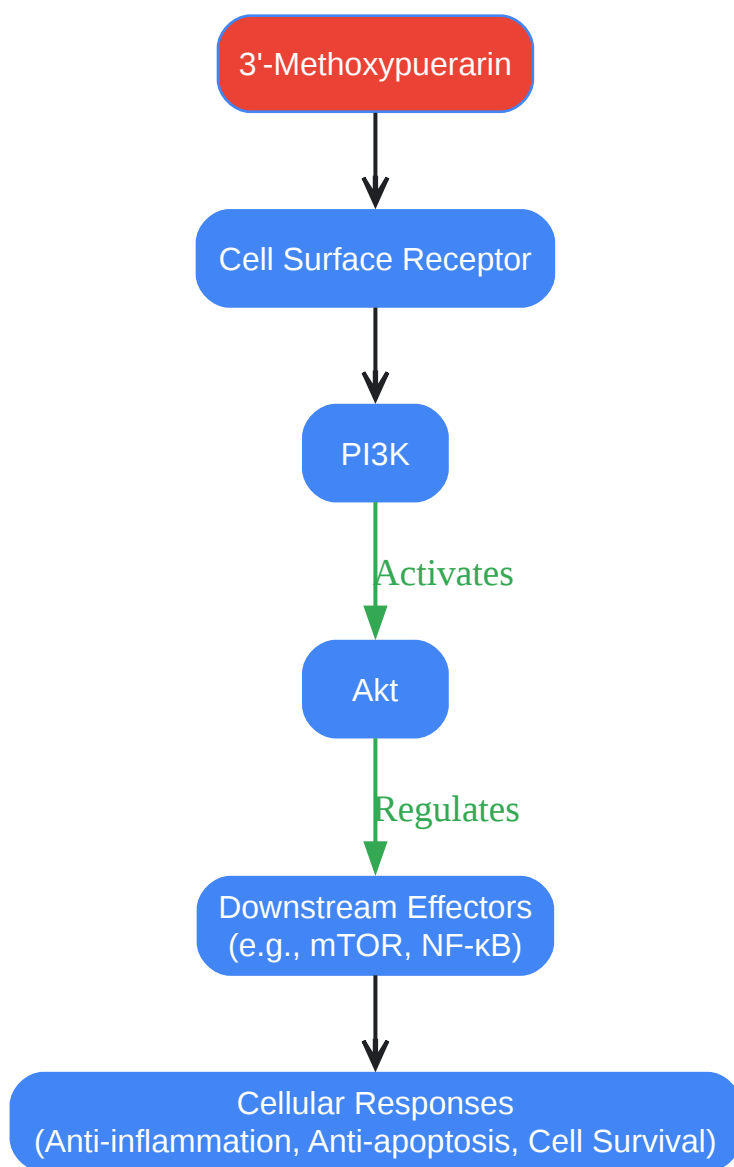 3'-Methoxypuerarin
Cell Surface Receptor
PI3K
Activates
Akt
Regulates
Downstream Effectors
(e.g., mTOR, NF-κB)
Cellular Responses
(Anti-inflammation, Anti-apoptosis, Cell Survival)